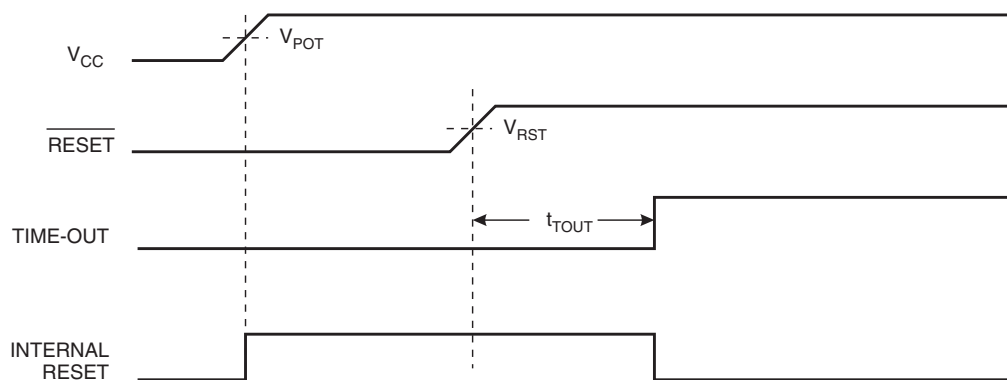 V_CC
V_POT
RESET
V_RST
TIME-OUT
t_TOUT
INTERNAL
RESET